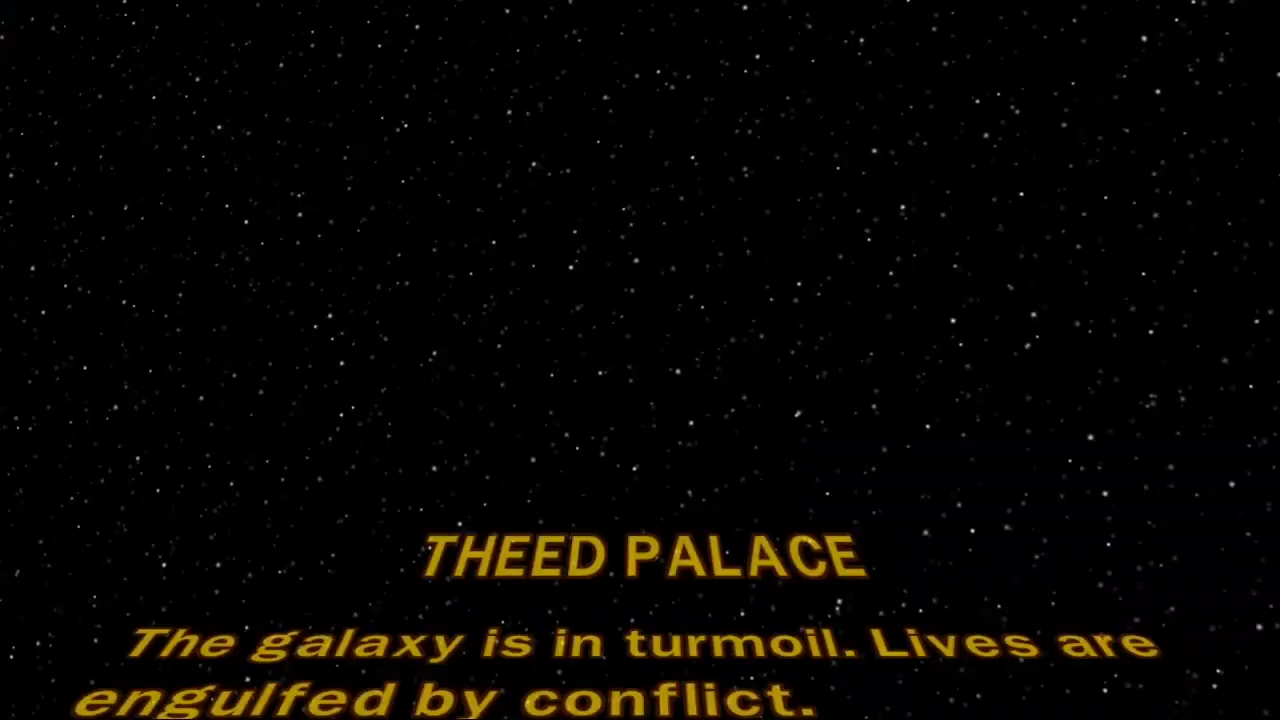 THEED PALACE
The galaxy is in turmoil. Lives are
engulfed by conflict.